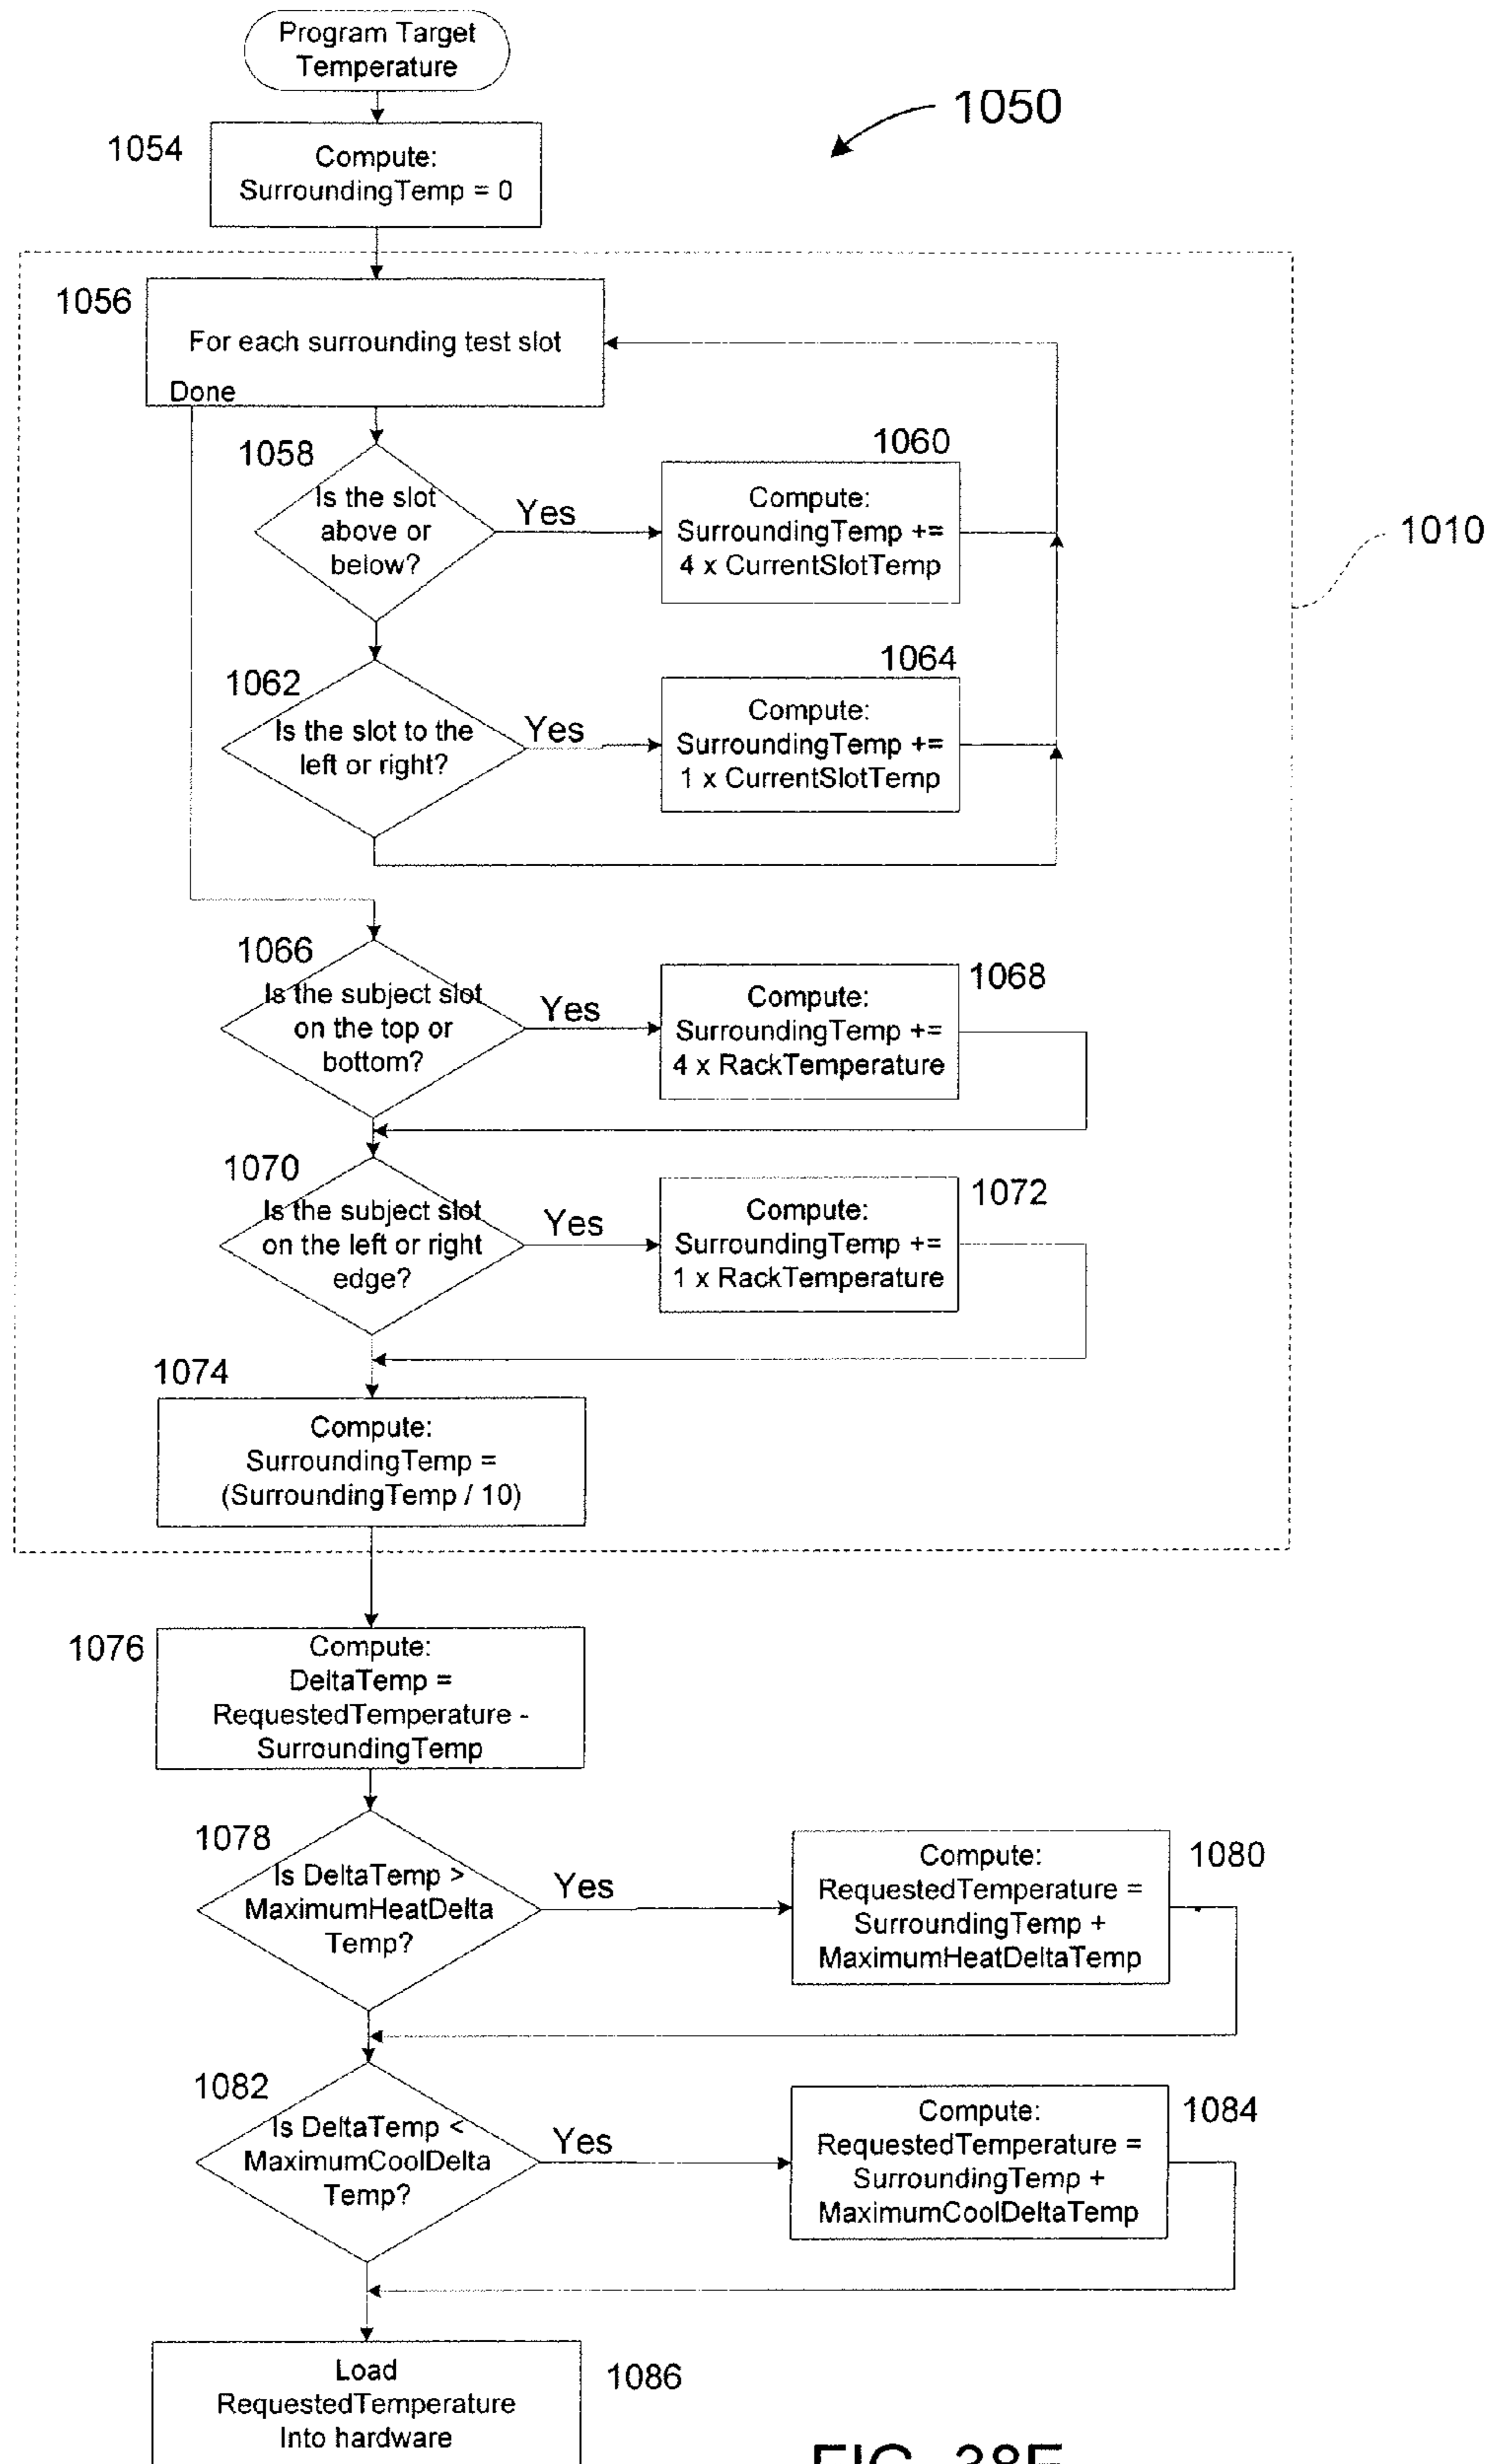 Program Target
Temperature
1050
1054
Compute:
SurroundingTemp = 0
1056
For each surrounding test slot
Done
1058
Is the slot
above or
below?
Yes
1060
Compute:
SurroundingTemp +=
4 x CurrentSlotTemp
1010
1062
Is the slot to the
left or right?
Yes
1064
Compute:
SurroundingTemp +=
1 x CurrentSlotTemp
1066
Is the subject slot
on the top or
bottom?
Yes
1068
Compute:
SurroundingTemp +=
4 x RackTemperature
1070
Is the subject slot
on the left or right
edge?
Yes
1072
Compute:
SurroundingTemp +=
1 x RackTemperature
1074
Compute:
SurroundingTemp =
(SurroundingTemp / 10)
1076
Compute:
DeltaTemp =
RequestedTemperature -
SurroundingTemp
1078
Is DeltaTemp >
MaximumHeatDelta
Temp?
Yes
1080
Compute:
RequestedTemperature =
SurroundingTemp +
MaximumHeatDeltaTemp
1082
Is DeltaTemp <
MaximumCoolDelta
Temp?
Yes
1084
Compute:
RequestedTemperature =
SurroundingTemp +
MaximumCoolDeltaTemp
Load
RequestedTemperature
Into hardware
1086